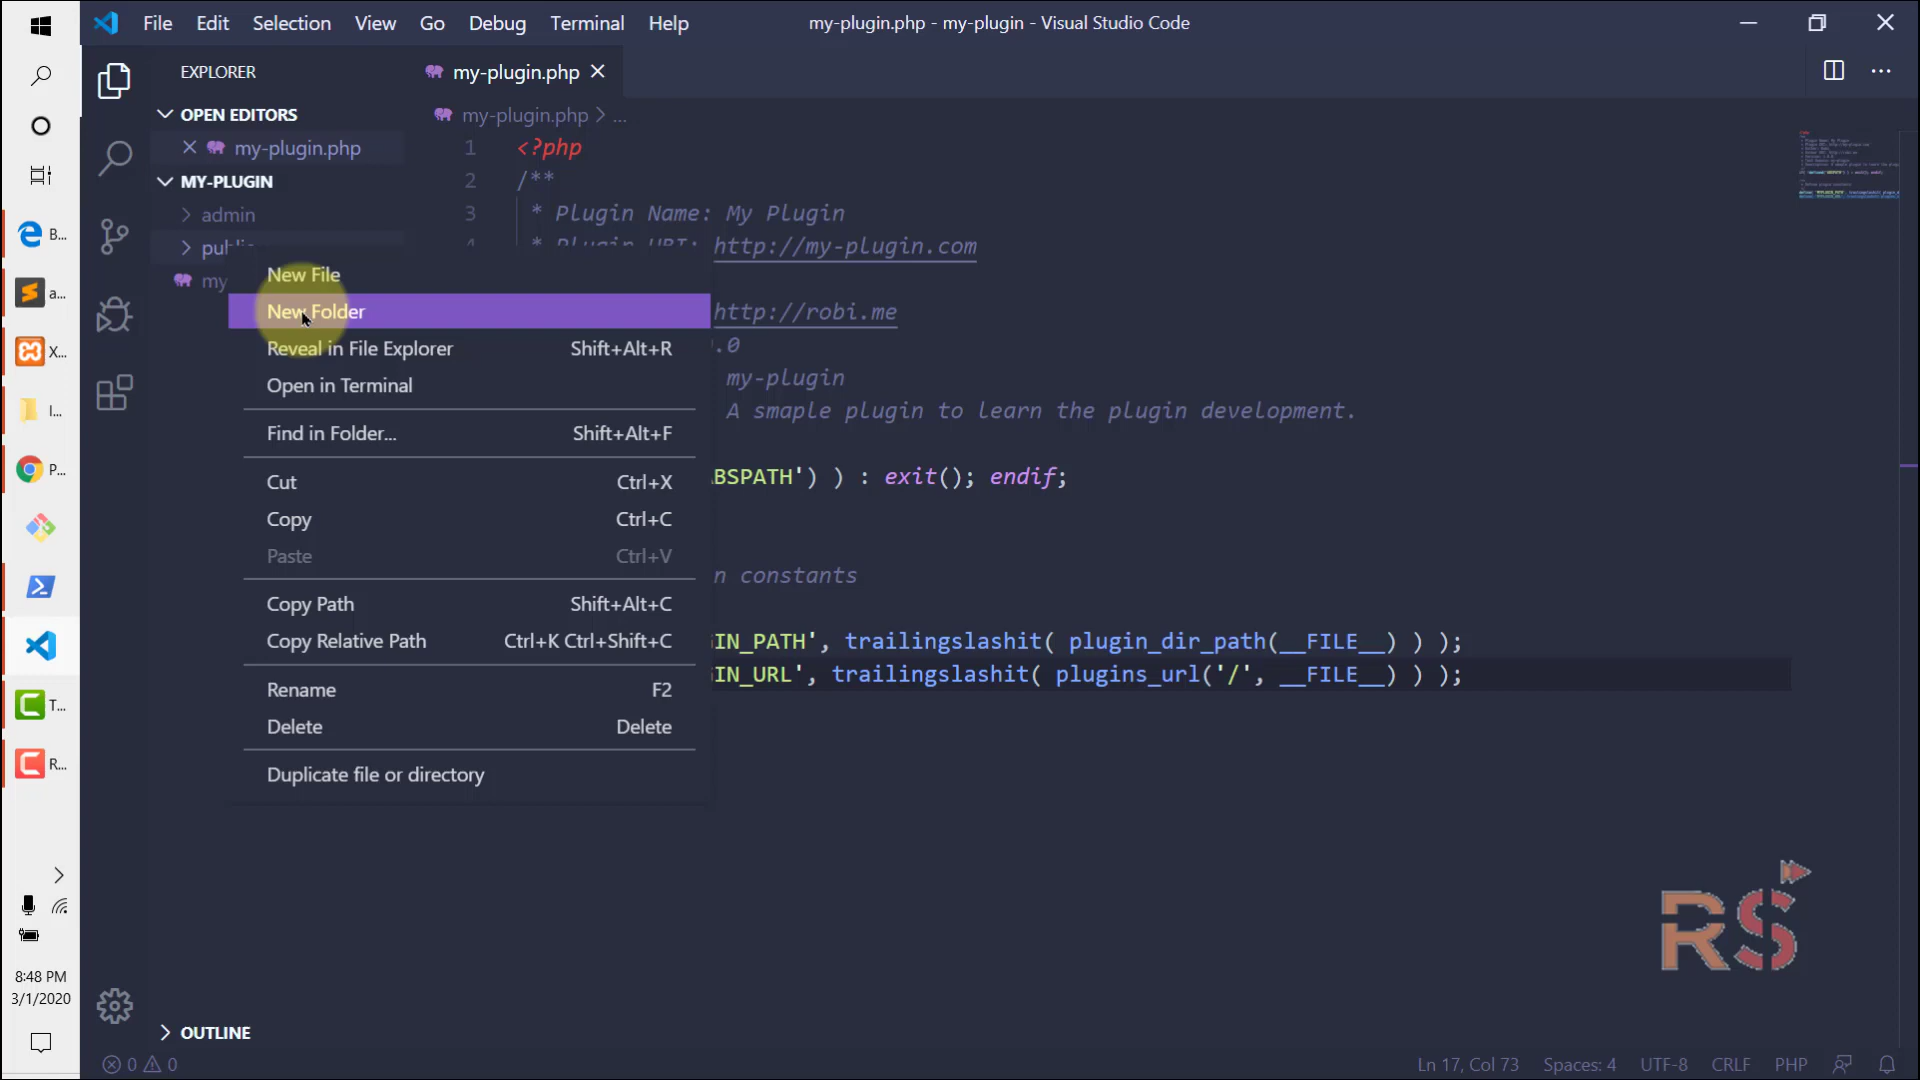 File Edit Selection View Go Debug Terminal Help
my-plugin.php - my-plugin - Visual Studio Code
EXPLORER
my-plugin.php
OPEN EDITORS
my-plugin.php
MY-PLUGIN
admin
my
my-plugin.php > ...
1 <?php
2 /**
3 * Plugin Name: My Plugin
4 * Plugin URI: http://my-plugin.com
http://robi.me
.0
my-plugin
A smaple plugin to learn the plugin development.
BSPATH') ) : exit(); endif;
n constants
IN_PATH', trailingslashit( plugin_dir_path(__FILE__) ) );
IN_URL', trailingslashit( plugins_url('/', __FILE__) ) );
New File
New Folder
Reveal in File Explorer Shift+Alt+R
Open in Terminal
Find in Folder... Shift+Alt+F
Cut Ctrl+X
Copy Ctrl+C
Paste Ctrl+V
Copy Path Shift+Alt+C
Copy Relative Path Ctrl+K Ctrl+Shift+C
Rename F2
Delete Delete
Duplicate file or directory
B...
a...
X...
I...
P...
T...
R...
8:48 PM
3/1/2020
OUTLINE
0 0
Ln 17, Col 73 Spaces: 4 UTF-8 CRLF PHP
RS